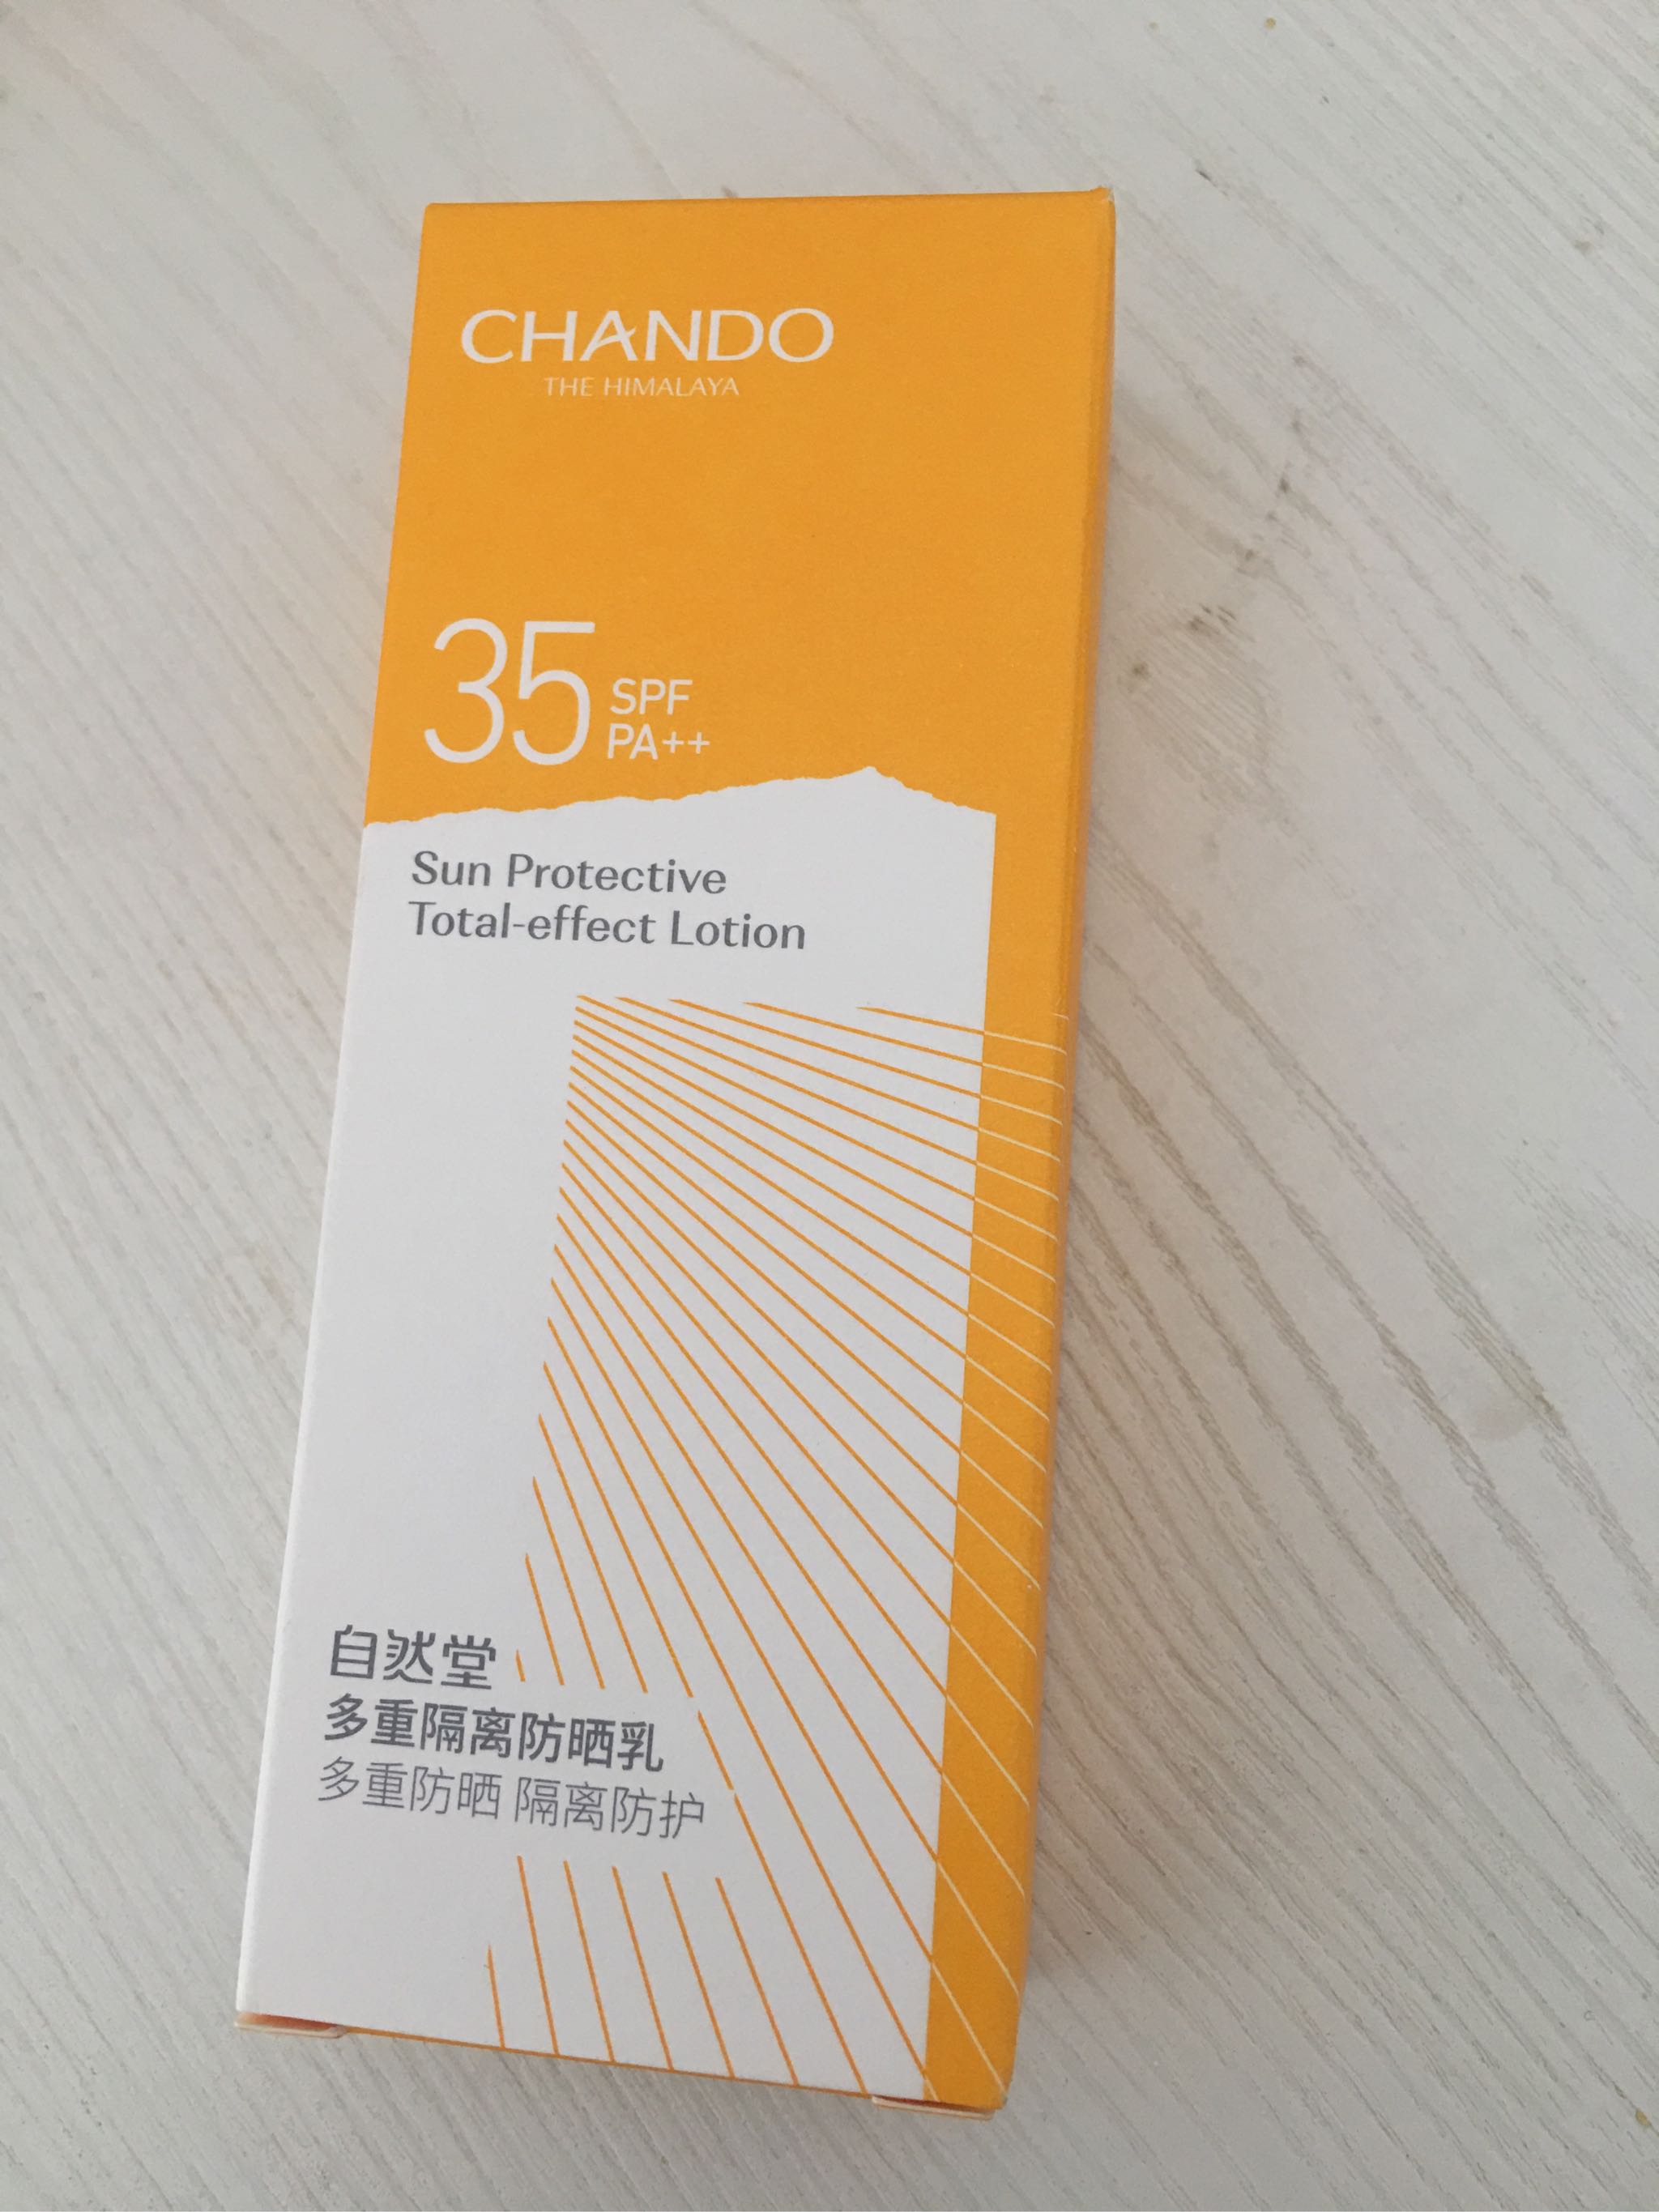 CHANDO
THE HIMALAYA
35 SPF
PA++
Sun Protective
Total-effect Lotion
自然堂
多重隔离防晒乳
多重防晒 隔离防护